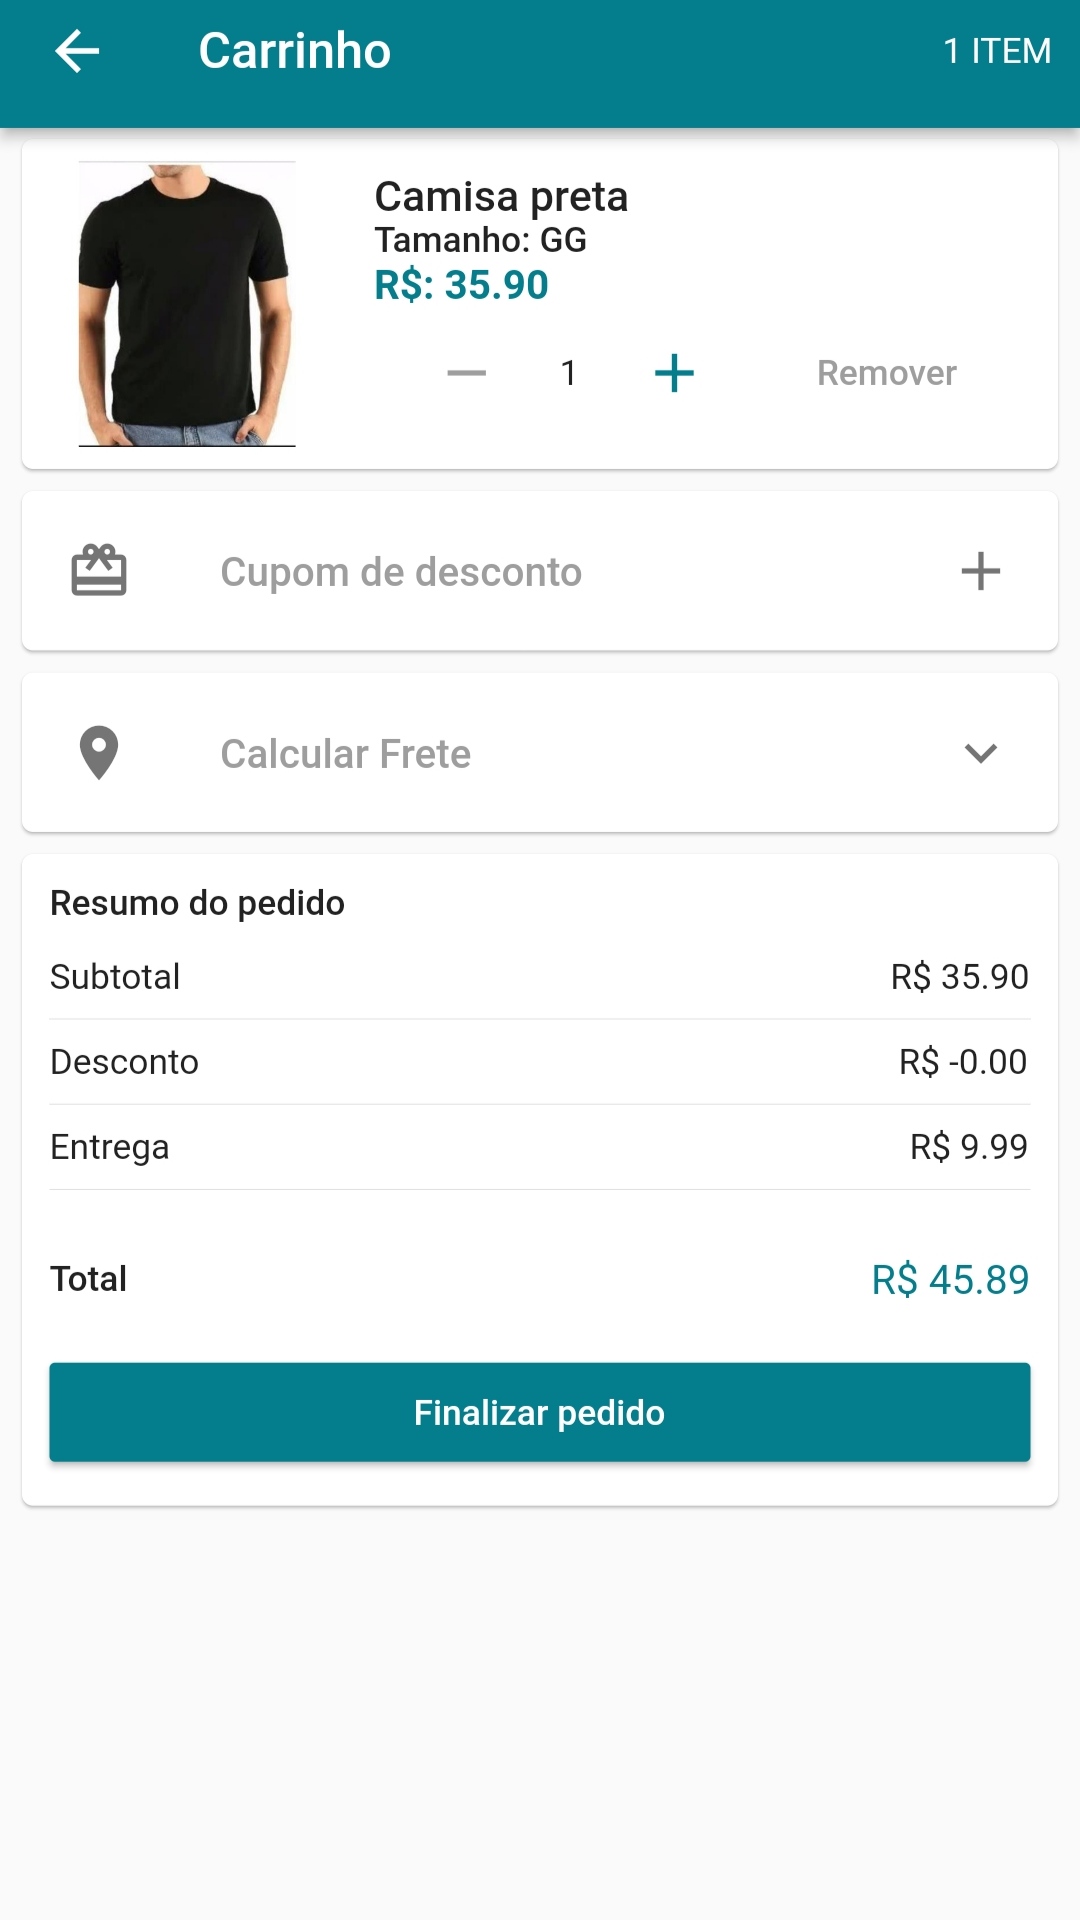 Carrinho
1 ITEM
Camisa preta
Tamanho: GG
R$: 35.90
1
Remover
Cupom de desconto
Calcular Frete
Resumo do pedido
Subtotal R$ 35.90
Desconto R$ -0.00
Entrega R$ 9.99
Total R$ 45.89
Finalizar pedido